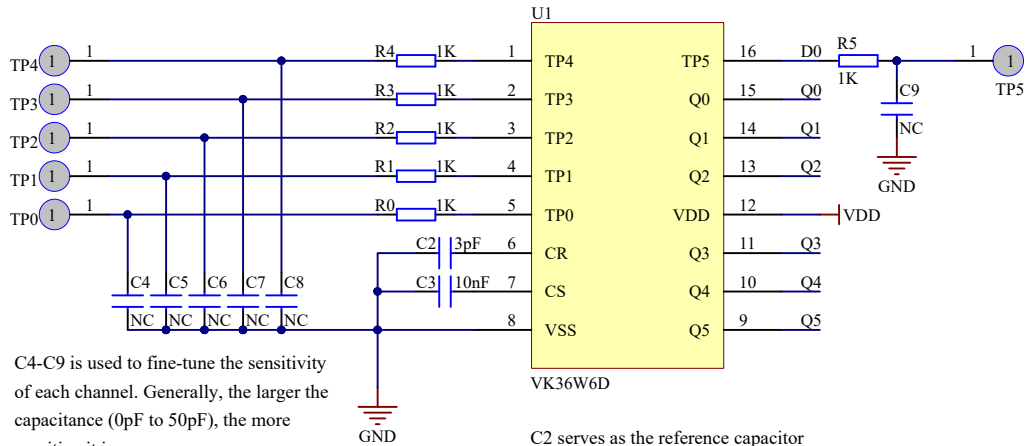 U1
TP4 1 1 R4 1K 1 TP4 TP5 16 D0 R5 1K 1 1 TP5
TP3 1 1 R3 1K 2 TP3 Q0 15 Q0 C9 NC GND
TP2 1 1 R2 1K 3 TP2 Q1 14 Q1
TP1 1 1 R1 1K 4 TP1 Q2 13 Q2
TP0 1 1 R0 1K 5 TP0 VDD 12 VDD
C2 3pF 6 CR Q3 11 Q3
C4 C5 C6 C7 C8 C3 10nF 7 CS Q4 10 Q4
NC NC NC NC NC 8 VSS Q5 9 Q5
VK36W6D
GND
C4-C9 is used to fine-tune the sensitivity
of each channel. Generally, the larger the
capacitance (0pF to 50pF), the more
C2 serves as the reference capacitor